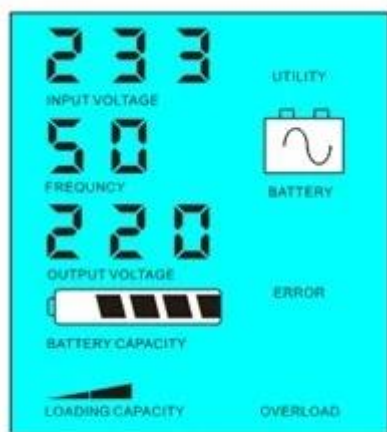 233
UTILITY
INPUT VOLTAGE
50
FREQUNCY
BATTERY
220
OUTPUT VOLTAGE
ERROR
BATTERY CAPACITY
LOADING CAPACITY
OVERLOAD